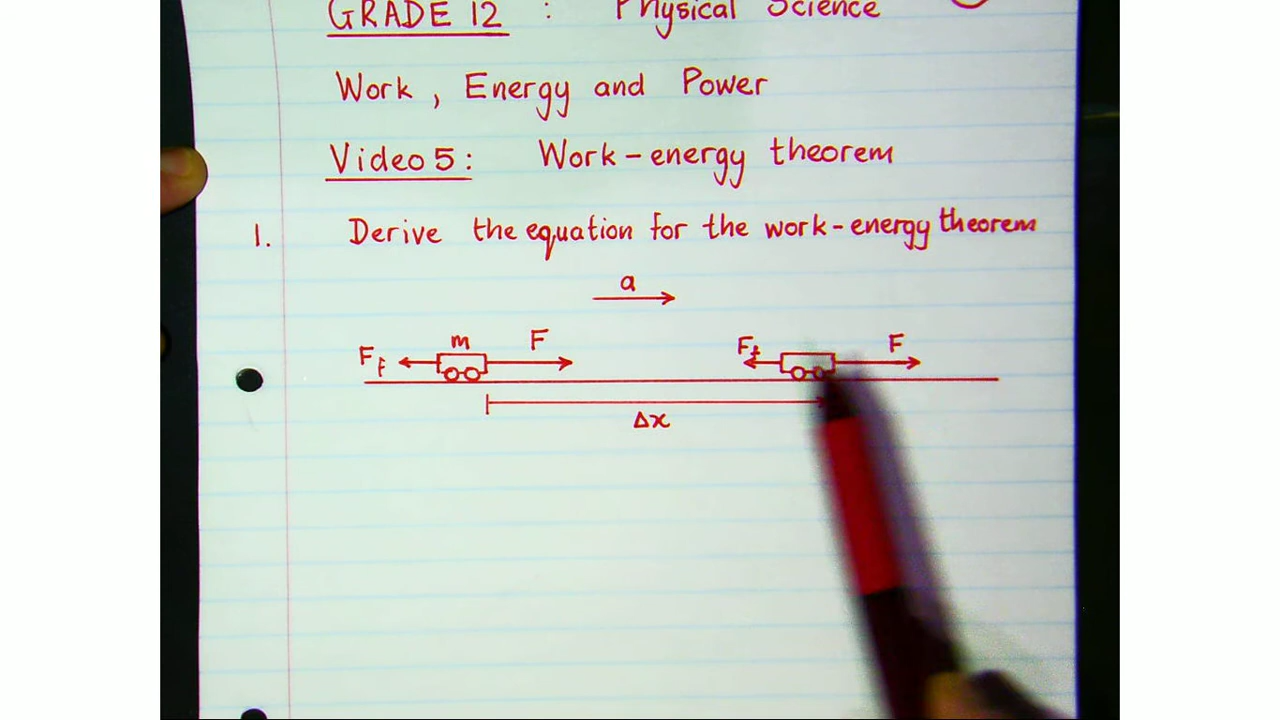 GRADE 12 : Physical Science
Work, Energy and Power
Video 5: Work-energy theorem
1. Derive the equation for the work-energy theorem
a
Ff m F Ff F
Δx